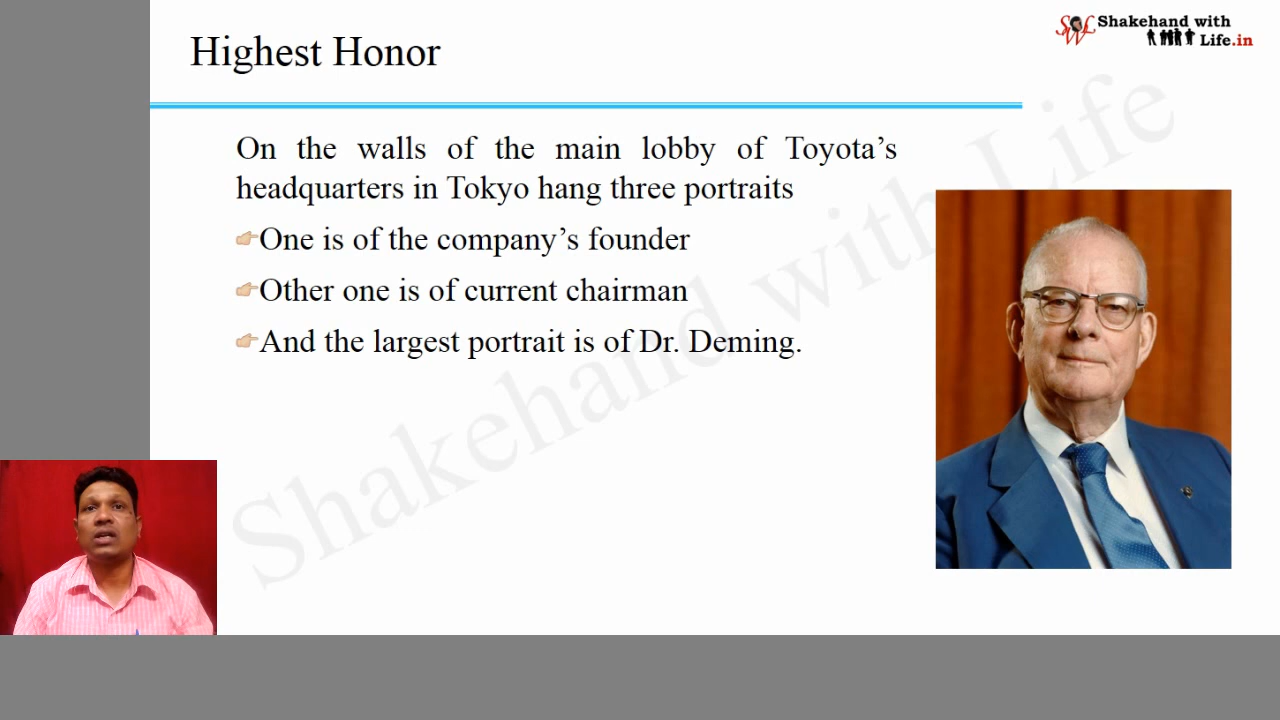 Highest Honor
Shakehand with
Life.in
SWL
On the walls of the main lobby of Toyota’s
headquarters in Tokyo hang three portraits
One is of the company’s founder
Other one is of current chairman
And the largest portrait is of Dr. Deming.
Shakehand with Life